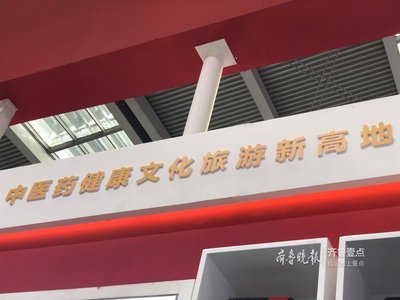 中医药健康文化旅游新高地
齐鲁晚报 齐鲁壹点